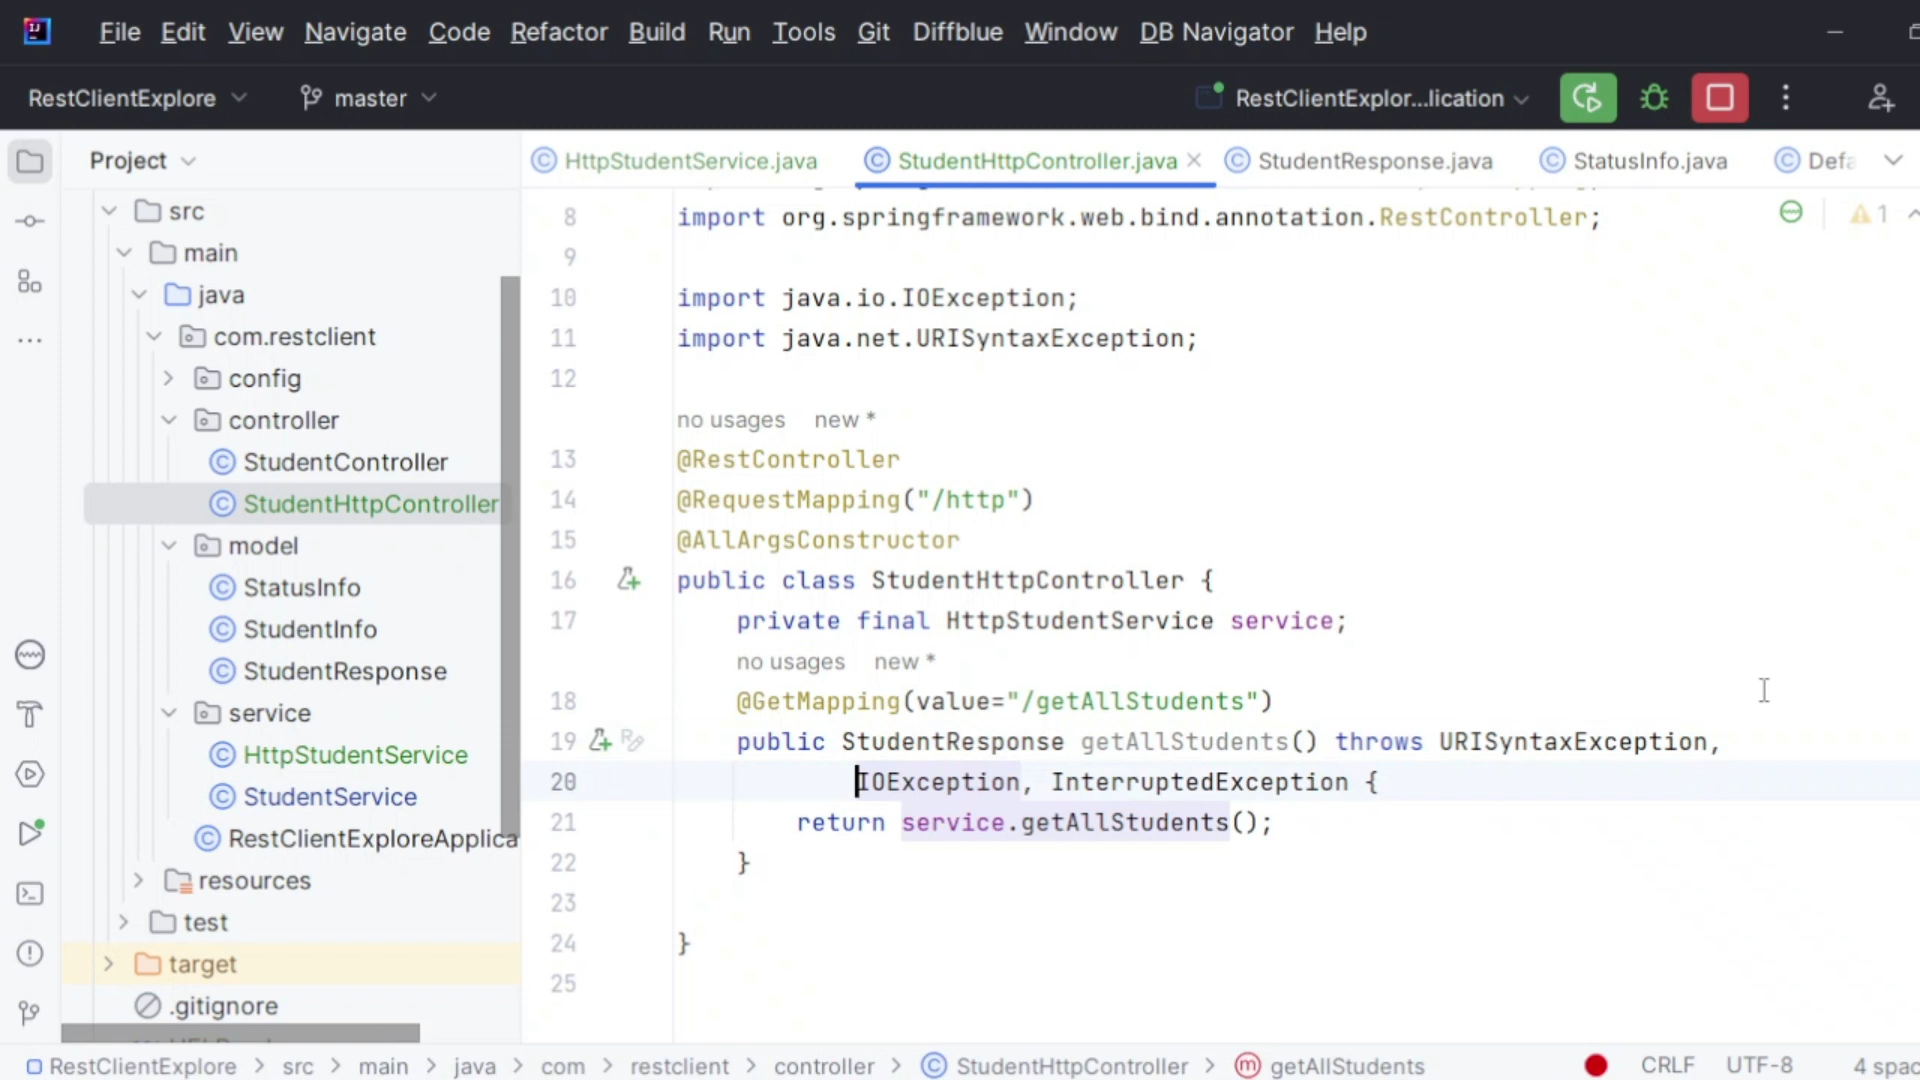 File Edit View Navigate Code Refactor Build Run Tools Git Diffblue Window DB Navigator Help
RestClientExplore master RestClientExplor...lication
Project
HttpStudentService.java StudentHttpController.java StudentResponse.java StatusInfo.java Defa
src
main
java
com.restclient
config
controller
StudentController
StudentHttpController
model
StatusInfo
StudentInfo
StudentResponse
service
HttpStudentService
StudentService
RestClientExploreApplica
resources
test
target
.gitignore
8 import org.springframework.web.bind.annotation.RestController; 1
9
10 import java.io.IOException;
11 import java.net.URISyntaxException;
12
no usages new *
13 @RestController
14 @RequestMapping("/http")
15 @AllArgsConstructor
16 public class StudentHttpController {
17 private final HttpStudentService service;
no usages new *
18 @GetMapping(value="/getAllStudents")
19 public StudentResponse getAllStudents() throws URISyntaxException,
20 IOException, InterruptedException {
21 return service.getAllStudents();
22 }
23
24 }
25
RestClientExplore > src > main > java > com > restclient > controller > StudentHttpController > getAllStudents CRLF UTF-8 4 spac